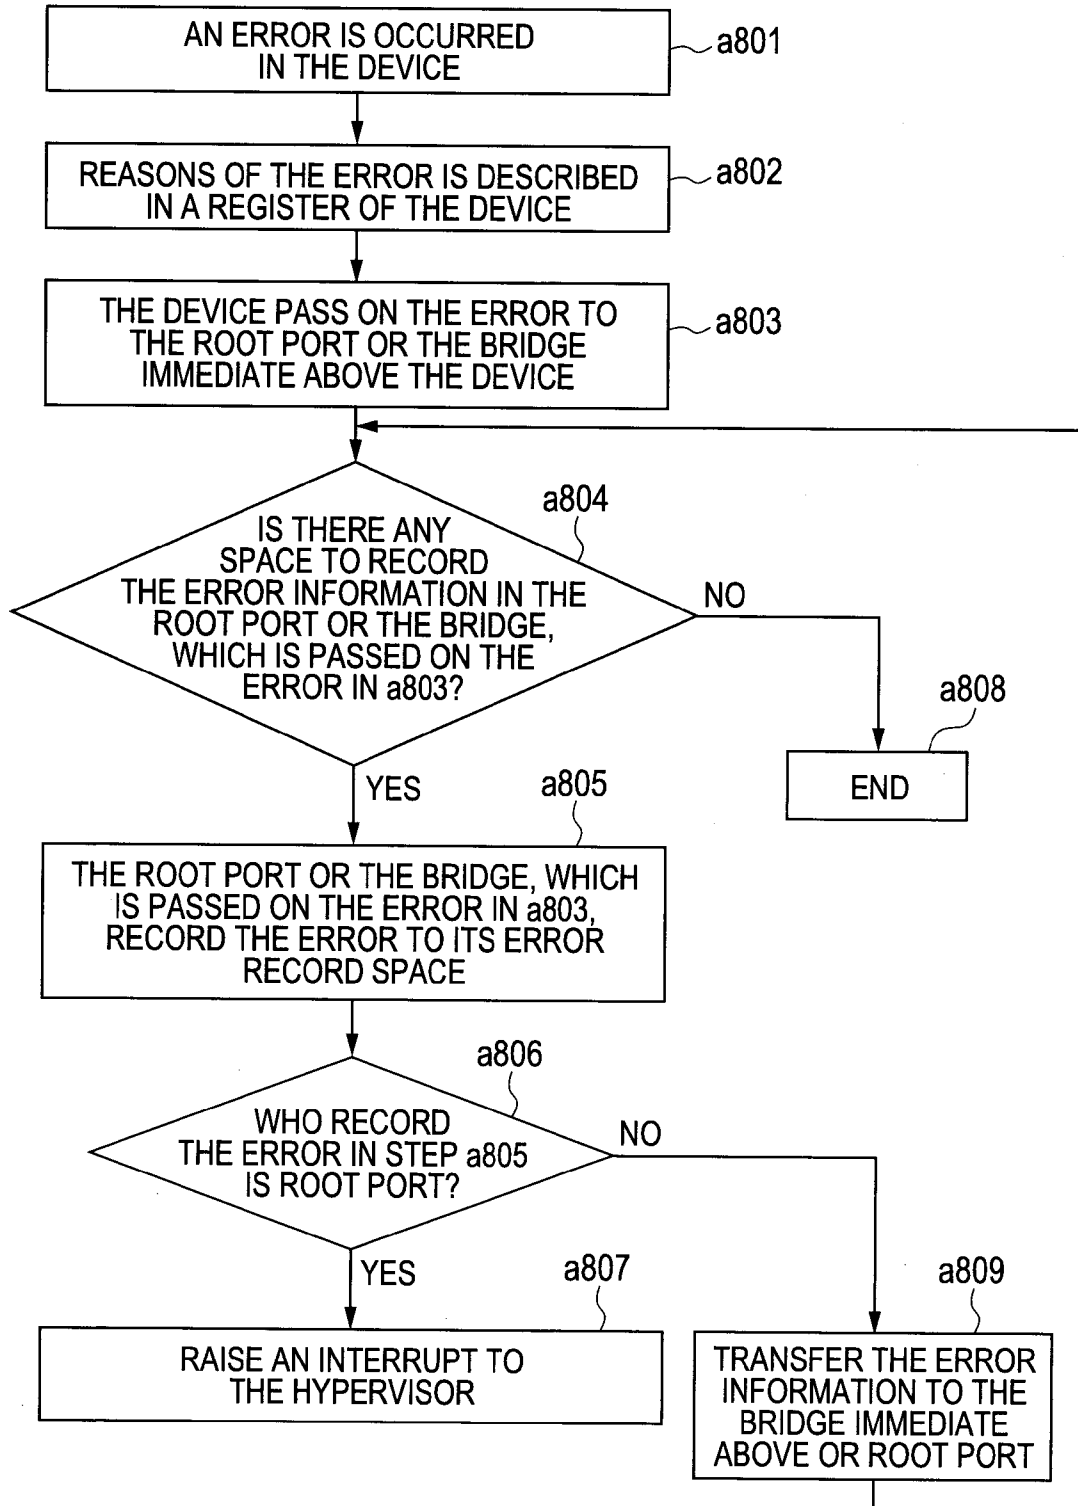 AN ERROR IS OCCURRED
IN THE DEVICE
a801
REASONS OF THE ERROR IS DESCRIBED
IN A REGISTER OF THE DEVICE
a802
THE DEVICE PASS ON THE ERROR TO
THE ROOT PORT OR THE BRIDGE
IMMEDIATE ABOVE THE DEVICE
a803
a804
IS THERE ANY
SPACE TO RECORD
THE ERROR INFORMATION IN THE
ROOT PORT OR THE BRIDGE,
WHICH IS PASSED ON THE
ERROR IN a803?
NO
a808
END
YES
a805
THE ROOT PORT OR THE BRIDGE, WHICH
IS PASSED ON THE ERROR IN a803,
RECORD THE ERROR TO ITS ERROR
RECORD SPACE
a806
WHO RECORD
THE ERROR IN STEP a805
IS ROOT PORT?
NO
YES
a807
RAISE AN INTERRUPT TO
THE HYPERVISOR
a809
TRANSFER THE ERROR
INFORMATION TO THE
BRIDGE IMMEDIATE
ABOVE OR ROOT PORT